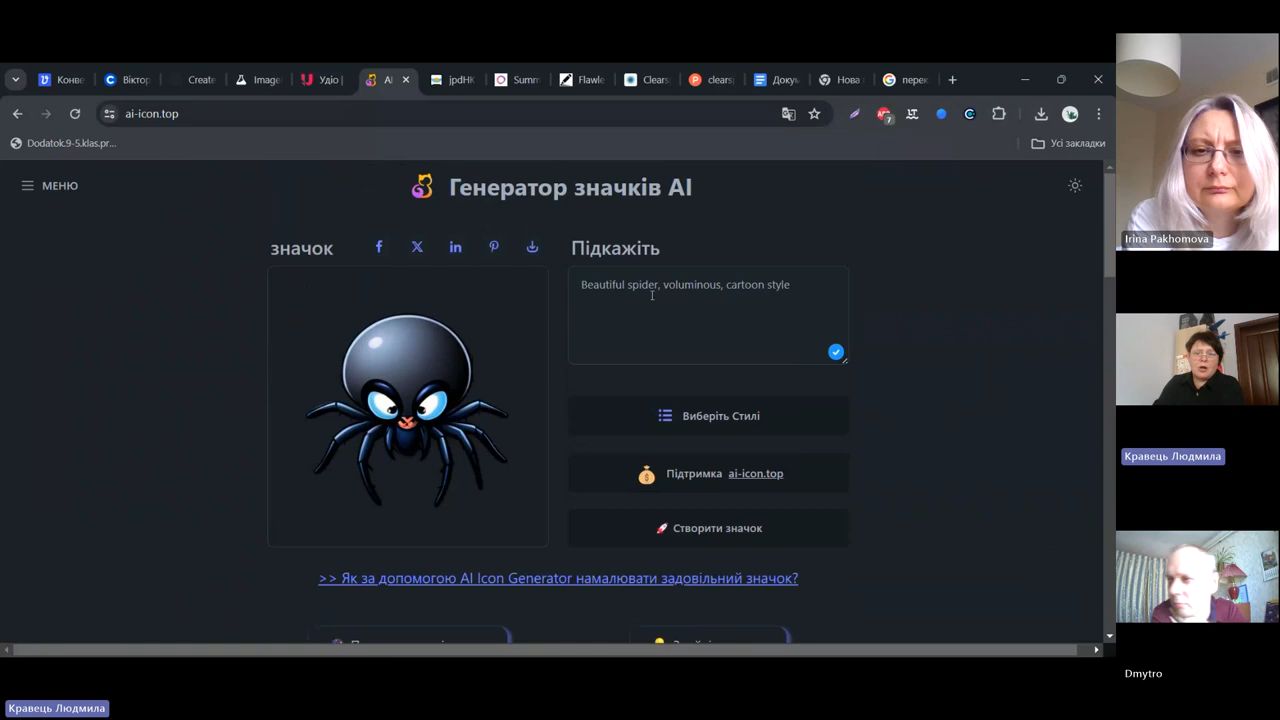 Конве
Віктор
Create
Image
Удіо |
AI
jpdHK
Summ
Flawle
Clears
clears
Доку
Нова
перек
ai-icon.top
7
Dodatok.9-5.klas.pr...
Усі закладки
МЕНЮ
Генератор значків AI
значок
Підкажіть
Beautiful spider, voluminous, cartoon style
Виберіть Стилі
Підтримка ai-icon.top
Створити значок
>> Як за допомогою AI Icon Generator намалювати задовільний значок?
Irina Pakhomova
Кравець Людмила
Dmytro
Кравець Людмила